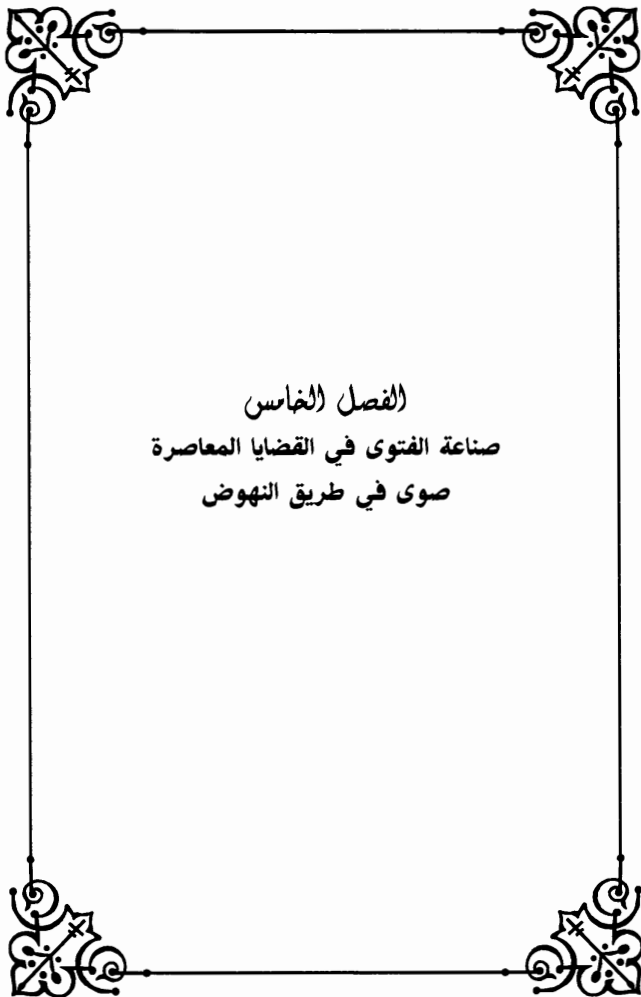 الفصل الخامس
صناعة الفتوى في القضايا المعاصرة
صوى في طريق النهوض